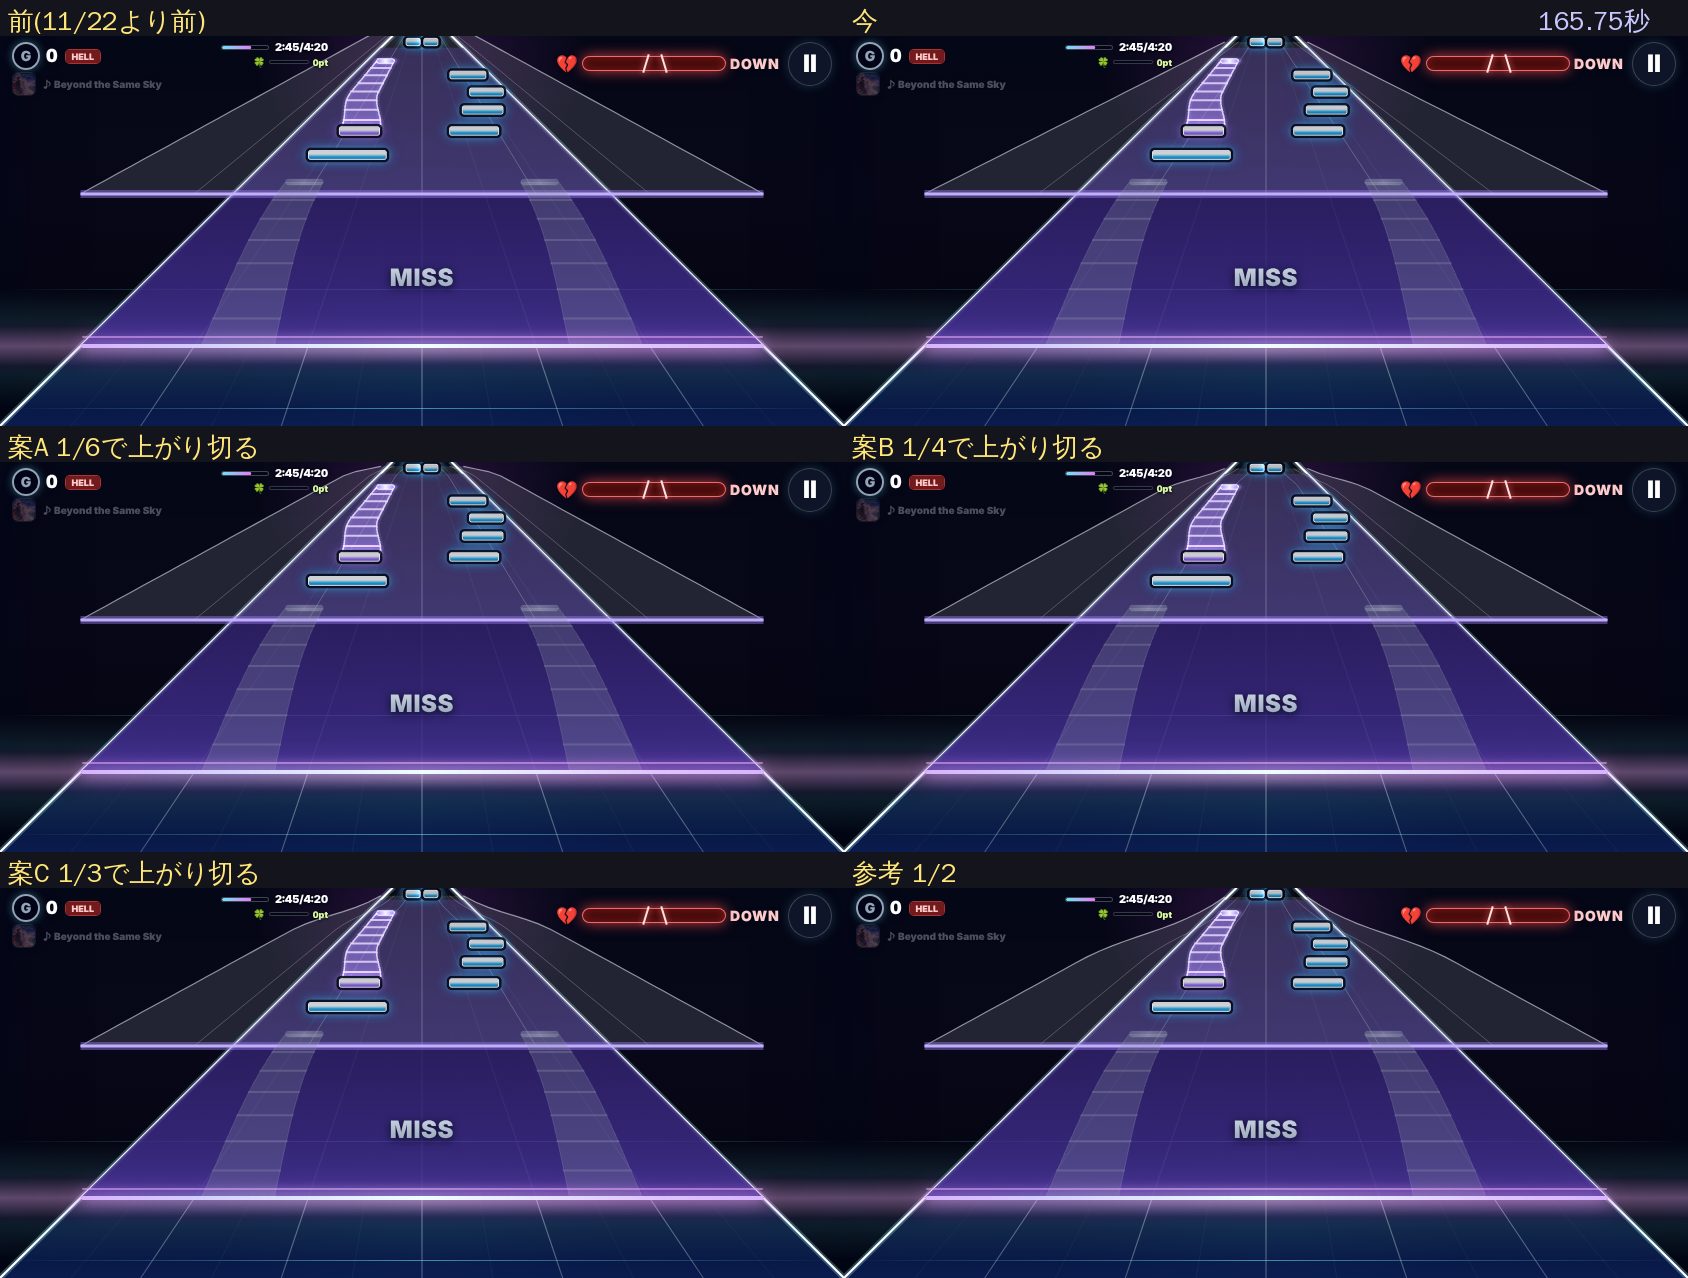 前(11/22より前)
G 0 HELL
2:45/4:20
0pt
DOWN
♪ Beyond the Same Sky
MISS
今
165.75秒
G 0 HELL
2:45/4:20
0pt
DOWN
♪ Beyond the Same Sky
MISS
案A 1/6で上がり切る
G 0 HELL
2:45/4:20
0pt
DOWN
♪ Beyond the Same Sky
MISS
案B 1/4で上がり切る
G 0 HELL
2:45/4:20
0pt
DOWN
♪ Beyond the Same Sky
MISS
案C 1/3で上がり切る
G 0 HELL
2:45/4:20
0pt
DOWN
♪ Beyond the Same Sky
MISS
参考 1/2
G 0 HELL
2:45/4:20
0pt
DOWN
♪ Beyond the Same Sky
MISS